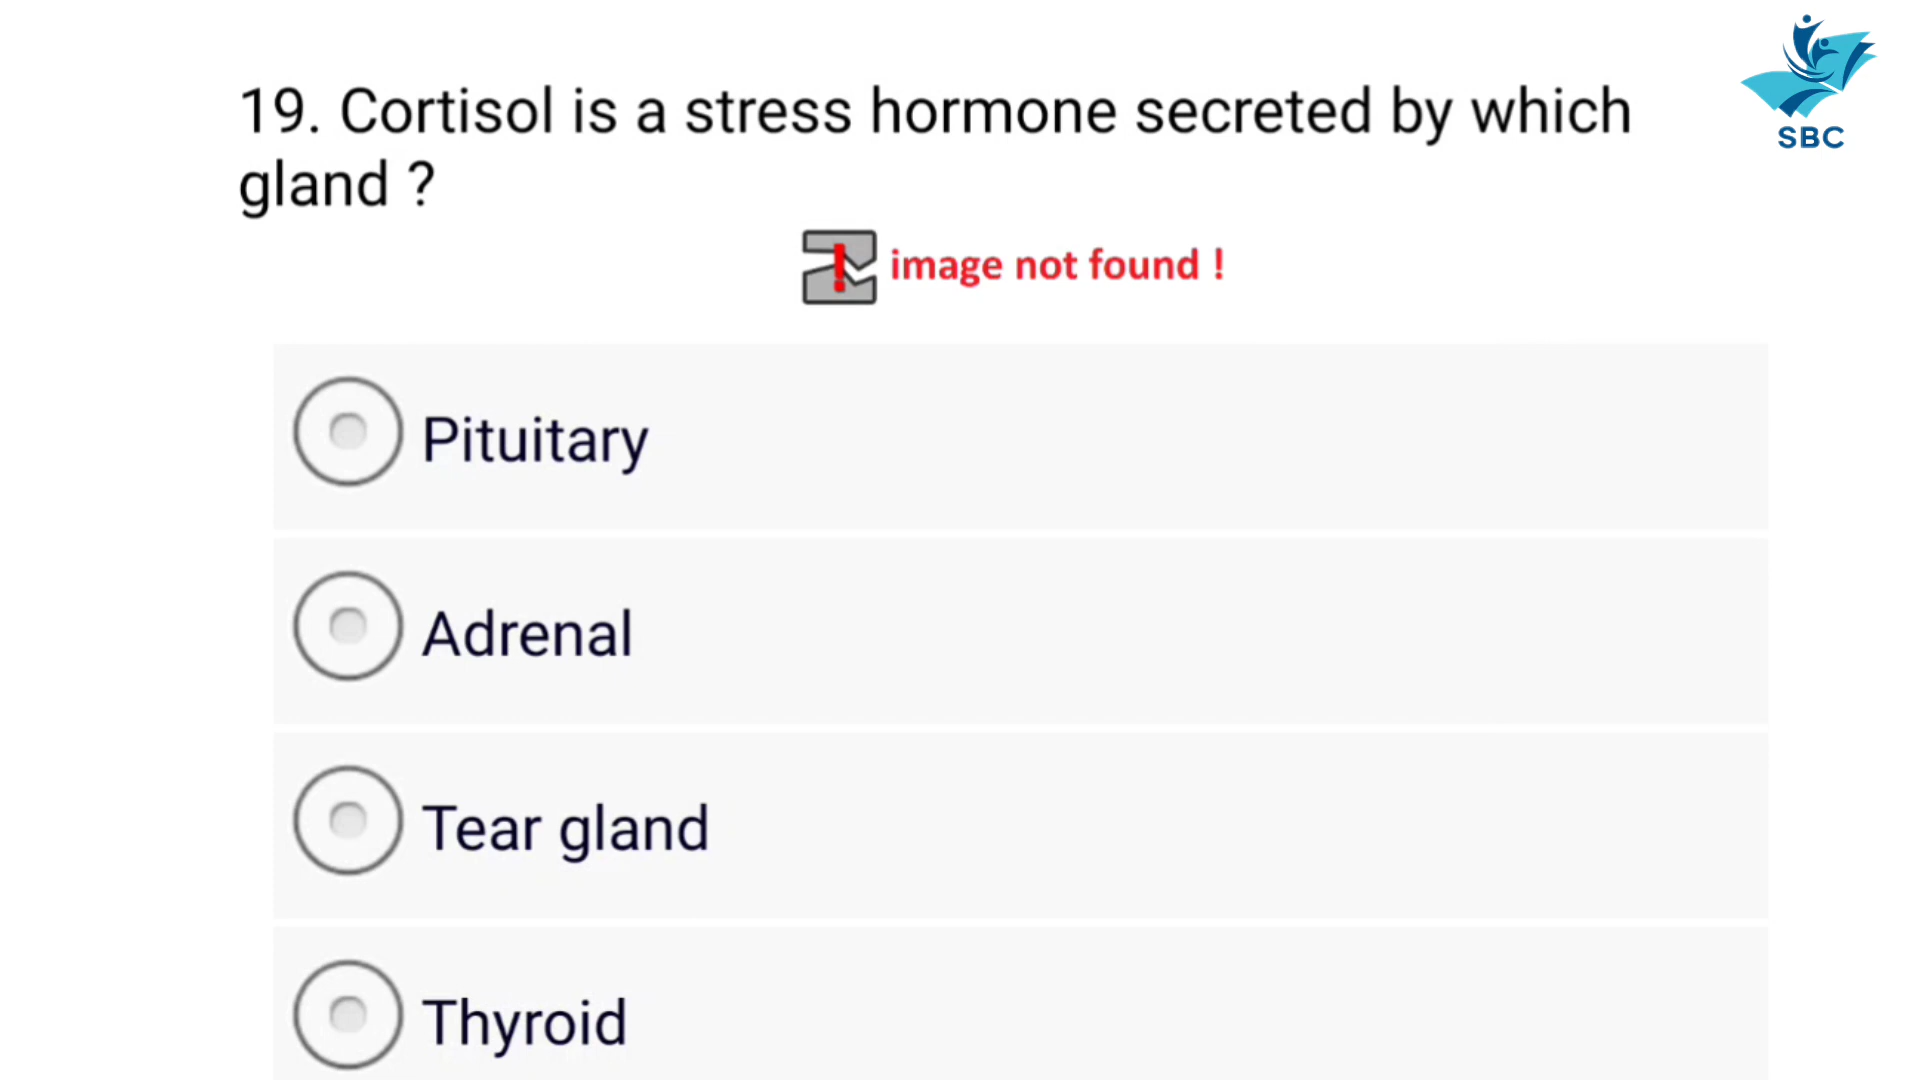 SBC
19. Cortisol is a stress hormone secreted by which
gland ?
image not found !
Pituitary
Adrenal
Tear gland
Thyroid